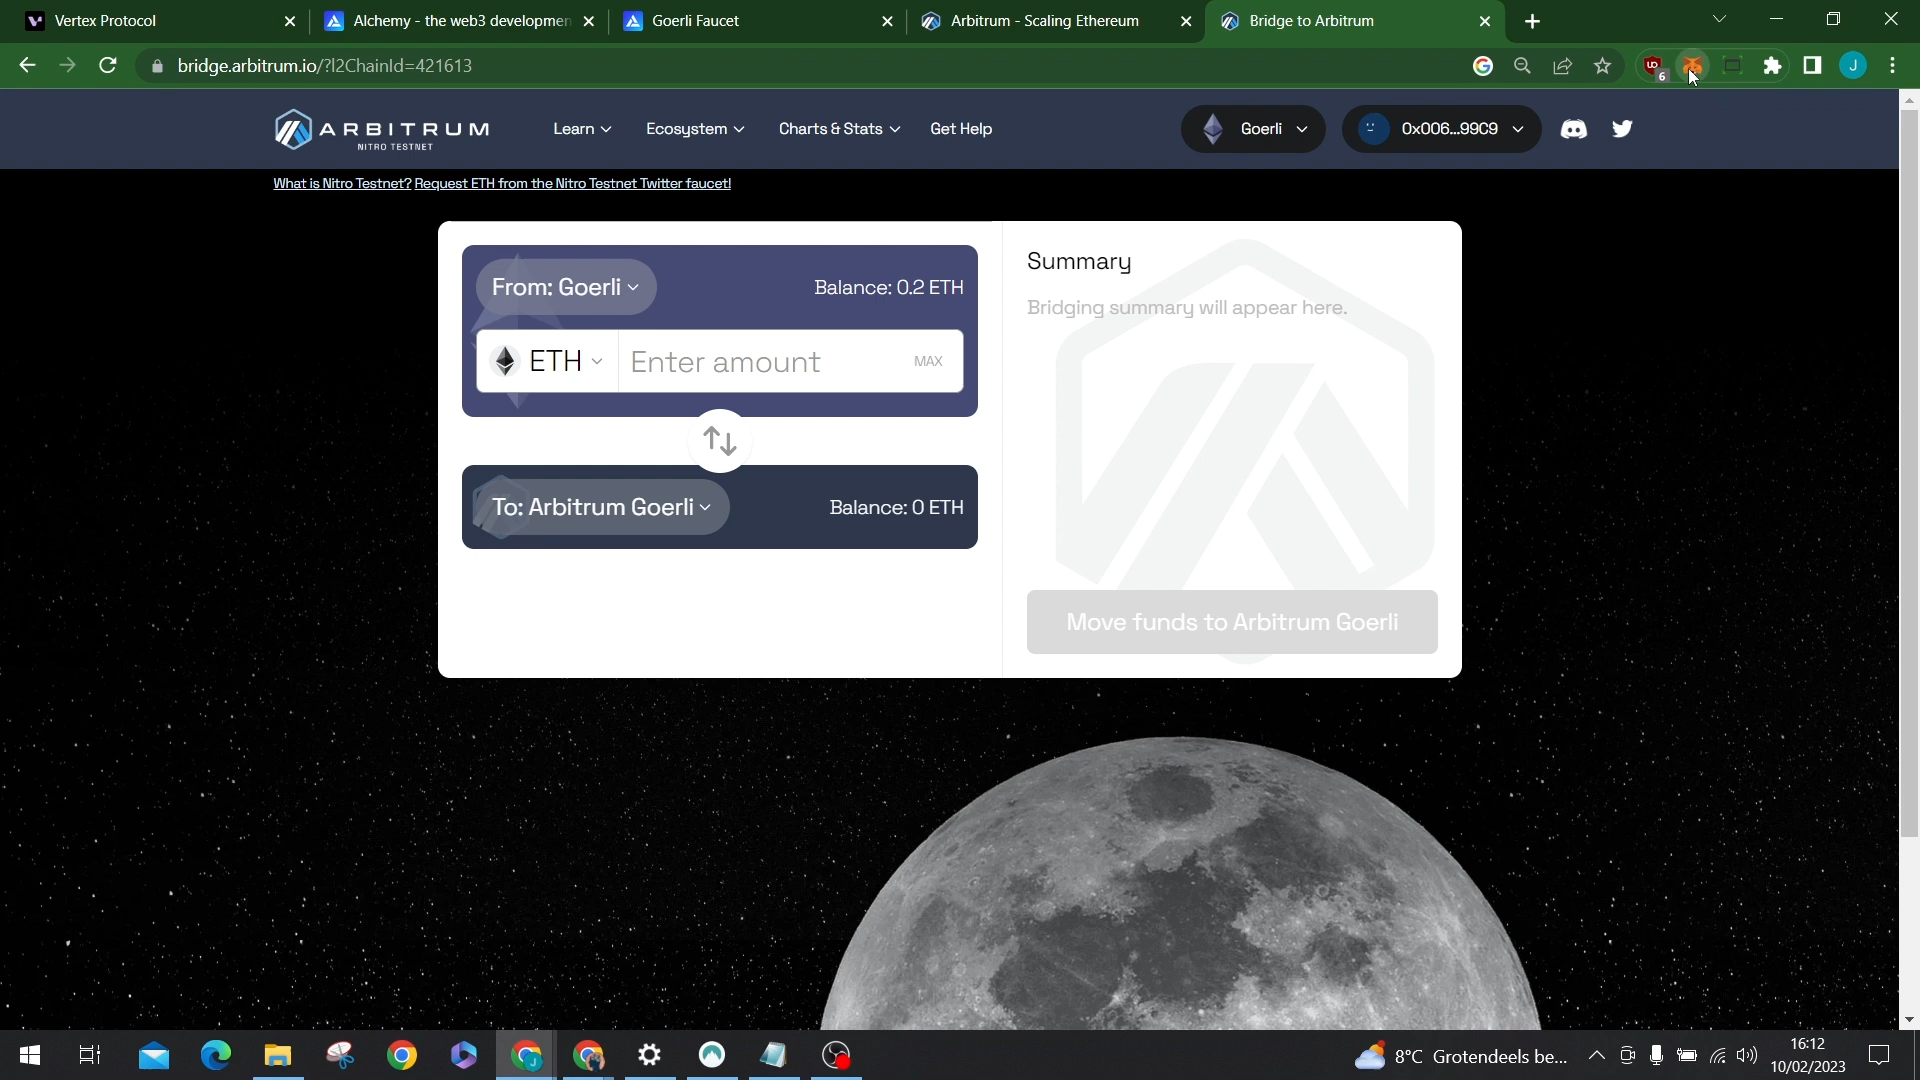 Vertex Protocol
Alchemy - the web3 developmen
Goerli Faucet
Arbitrum - Scaling Ethereum
Bridge to Arbitrum
bridge.arbitrum.io/?l2ChainId=421613
6
J
ARBITRUM
NITRO TESTNET
Learn
Ecosystem
Charts & Stats
Get Help
Goerli
0x006...99C9
What is Nitro Testnet? Request ETH from the Nitro Testnet Twitter faucet!
From: Goerli
Balance: 0.2 ETH
ETH
Enter amount
MAX
To: Arbitrum Goerli
Balance: 0 ETH
Summary
Bridging summary will appear here.
Move funds to Arbitrum Goerli
8°C Grotendeels be...
16:12
10/02/2023